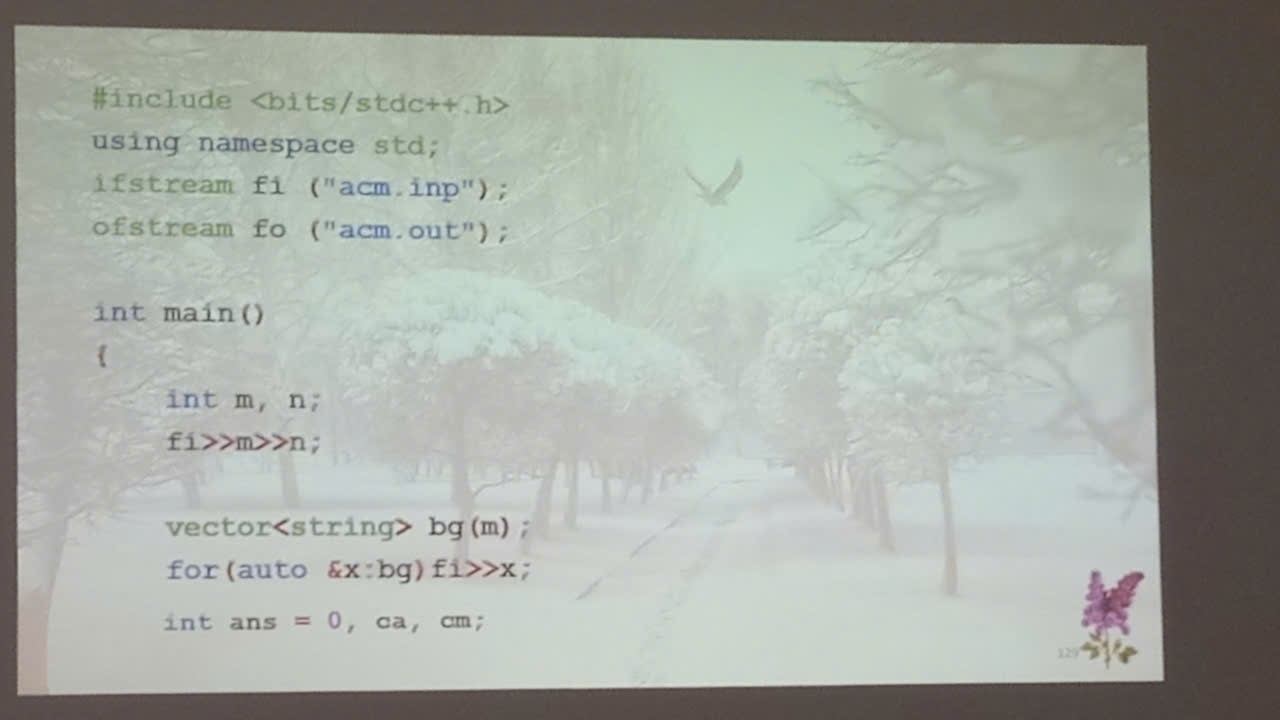 #include <bits/stdc++.h>
using namespace std;
ifstream fi ("acm.inp");
ofstream fo ("acm.out");
int main()
{
int m, n;
fi>>m>>n;
vector<string> bg(m);
for(auto &x:bg)fi>>x;
int ans = 0, ca, cm;
129